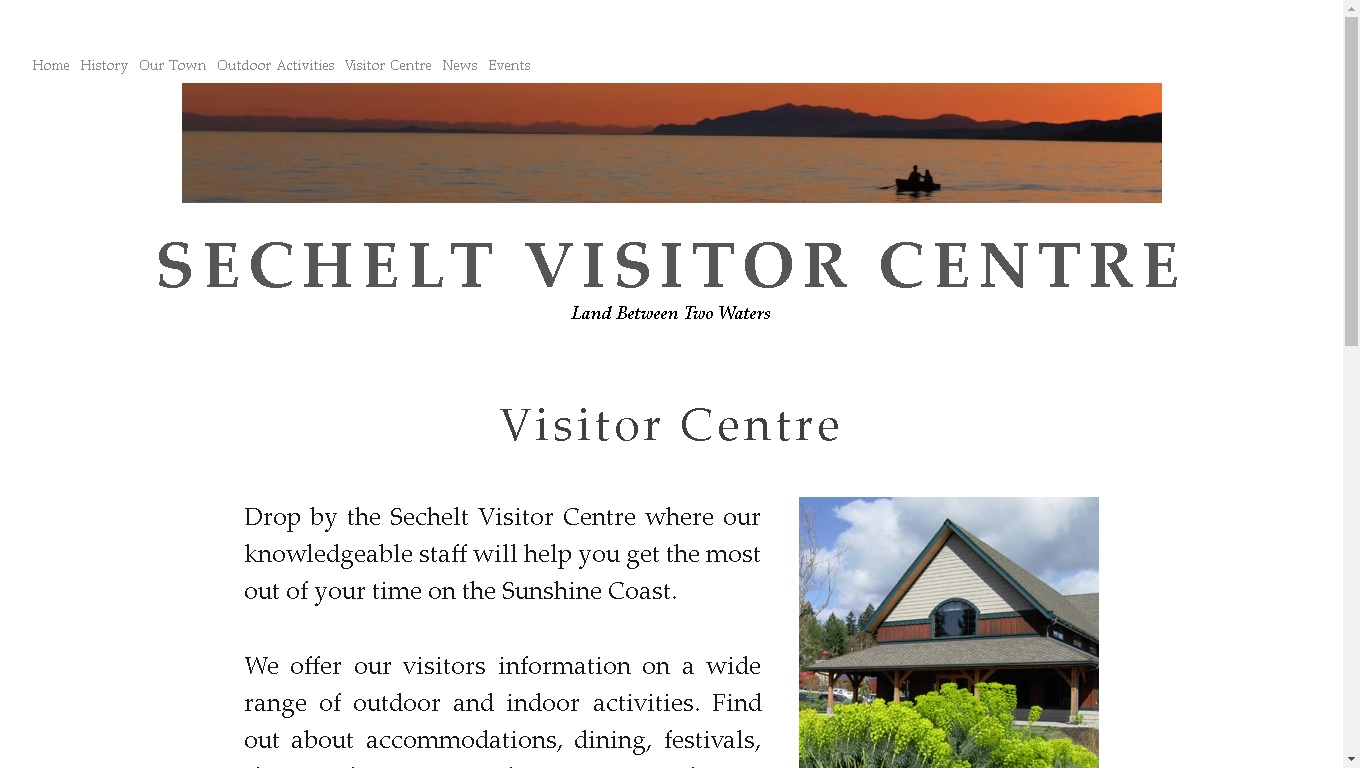 Home History Our Town Outdoor Activities Visitor Centre News Events
SECHELT VISITOR CENTRE
Land Between Two Waters
Visitor Centre
Drop by the Sechelt Visitor Centre where our
knowledgeable staff will help you get the most
out of your time on the Sunshine Coast.
We offer our visitors information on a wide
range of outdoor and indoor activities. Find
out about accommodations, dining, festivals,